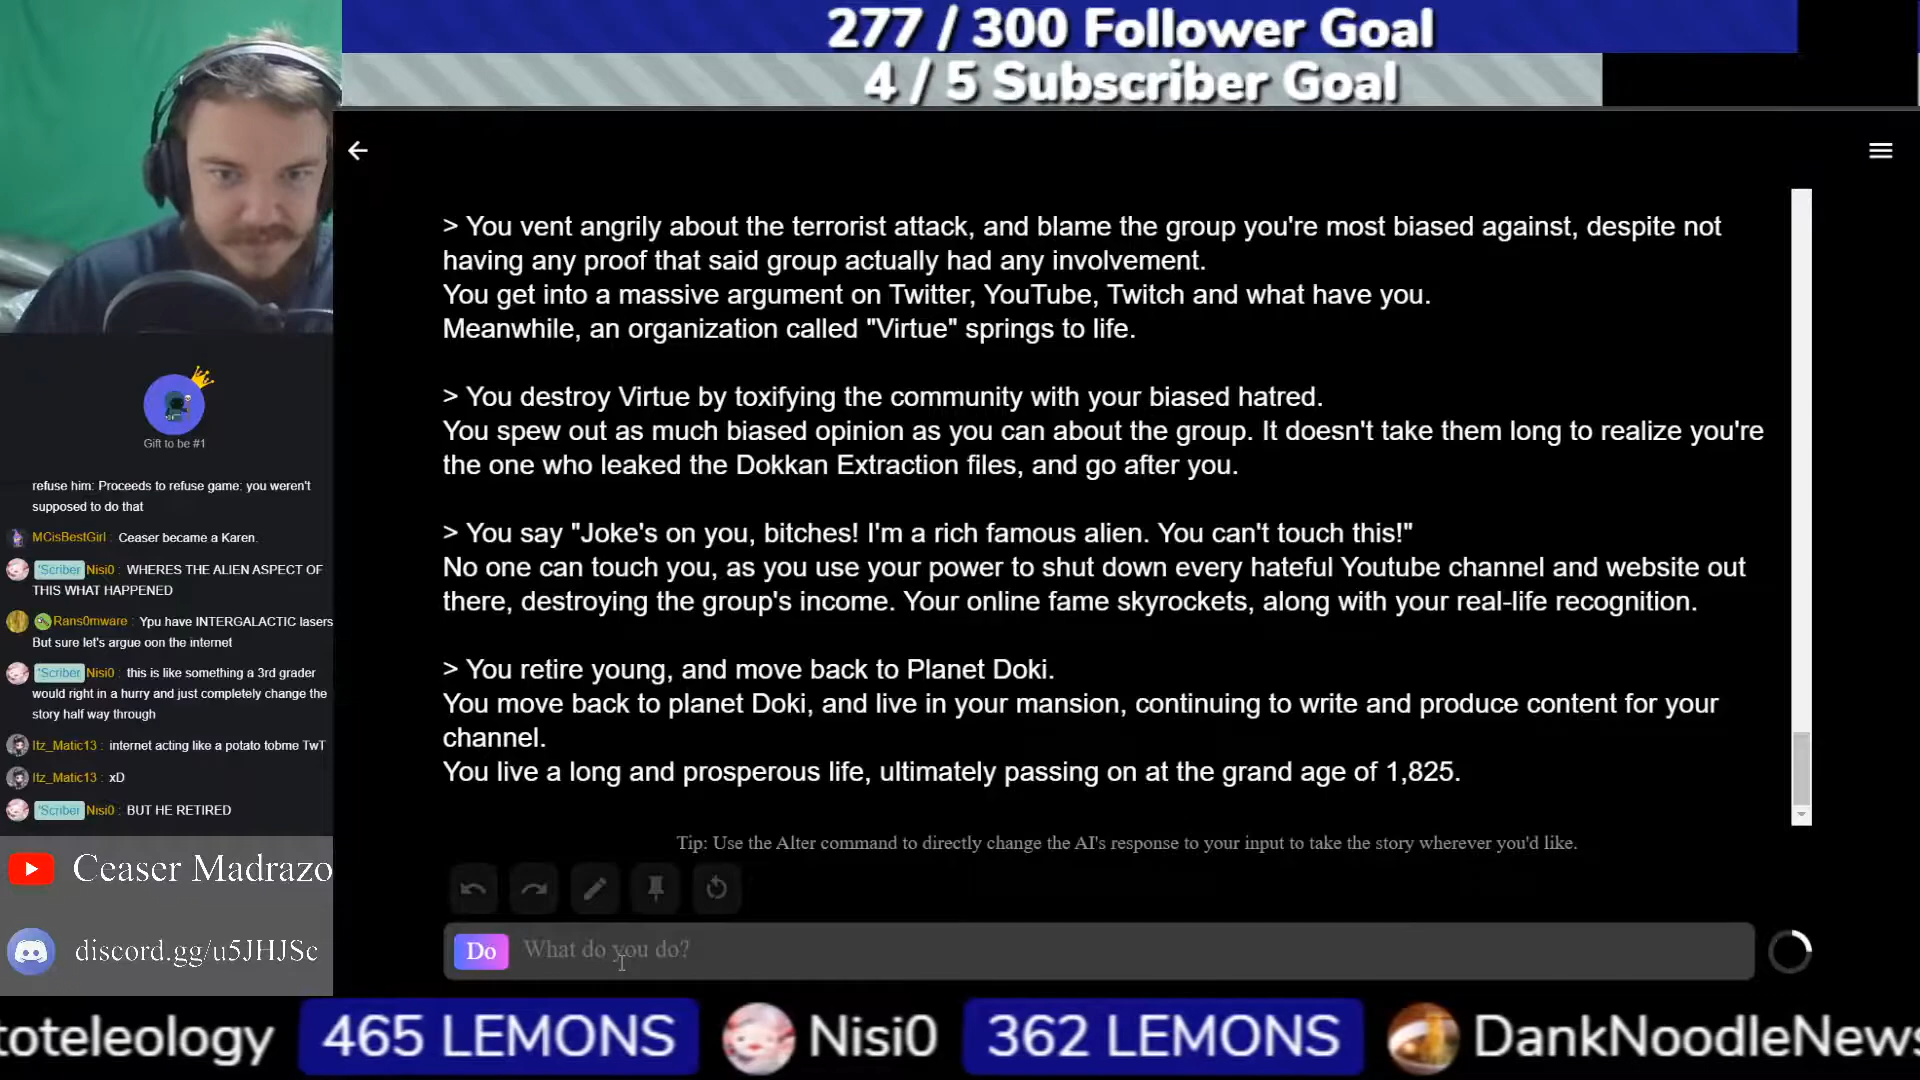 277 / 300 Follower Goal
4 / 5 Subscriber Goal
> You vent angrily about the terrorist attack, and blame the group you're most biased against, despite not
having any proof that said group actually had any involvement.
You get into a massive argument on Twitter, YouTube, Twitch and what have you.
Meanwhile, an organization called "Virtue" springs to life.
> You destroy Virtue by toxifying the community with your biased hatred.
You spew out as much biased opinion as you can about the group. It doesn't take them long to realize you're
the one who leaked the Dokkan Extraction files, and go after you.
> You say "Joke's on you, bitches! I'm a rich famous alien. You can't touch this!"
No one can touch you, as you use your power to shut down every hateful Youtube channel and website out
there, destroying the group's income. Your online fame skyrockets, along with your real-life recognition.
> You retire young, and move back to Planet Doki.
You move back to planet Doki, and live in your mansion, continuing to write and produce content for your
channel.
You live a long and prosperous life, ultimately passing on at the grand age of 1,825.
Tip: Use the Alter command to directly change the AI's response to your input to take the story wherever you'd like.
Do What do you do?
Gift to be #1
refuse him: Proceeds to refuse game: you weren't
supposed to do that
MCisBestGirl : Ceaser became a Karen.
'Scriber Nisi0 : WHERES THE ALIEN ASPECT OF
THIS WHAT HAPPENED
Rans0mware : Ypu have INTERGALACTIC lasers
But sure let's argue oon the internet
'Scriber Nisi0 : this is like something a 3rd grader
would right in a hurry and just completely change the
story half way through
Itz_Matic13 : internet acting like a potato tobme TwT
Itz_Matic13 : xD
'Scriber Nisi0 : BUT HE RETIRED
Ceaser Madrazo
discord.gg/u5JHJSc
toteleology 465 LEMONS Nisi0 362 LEMONS DankNoodleNews